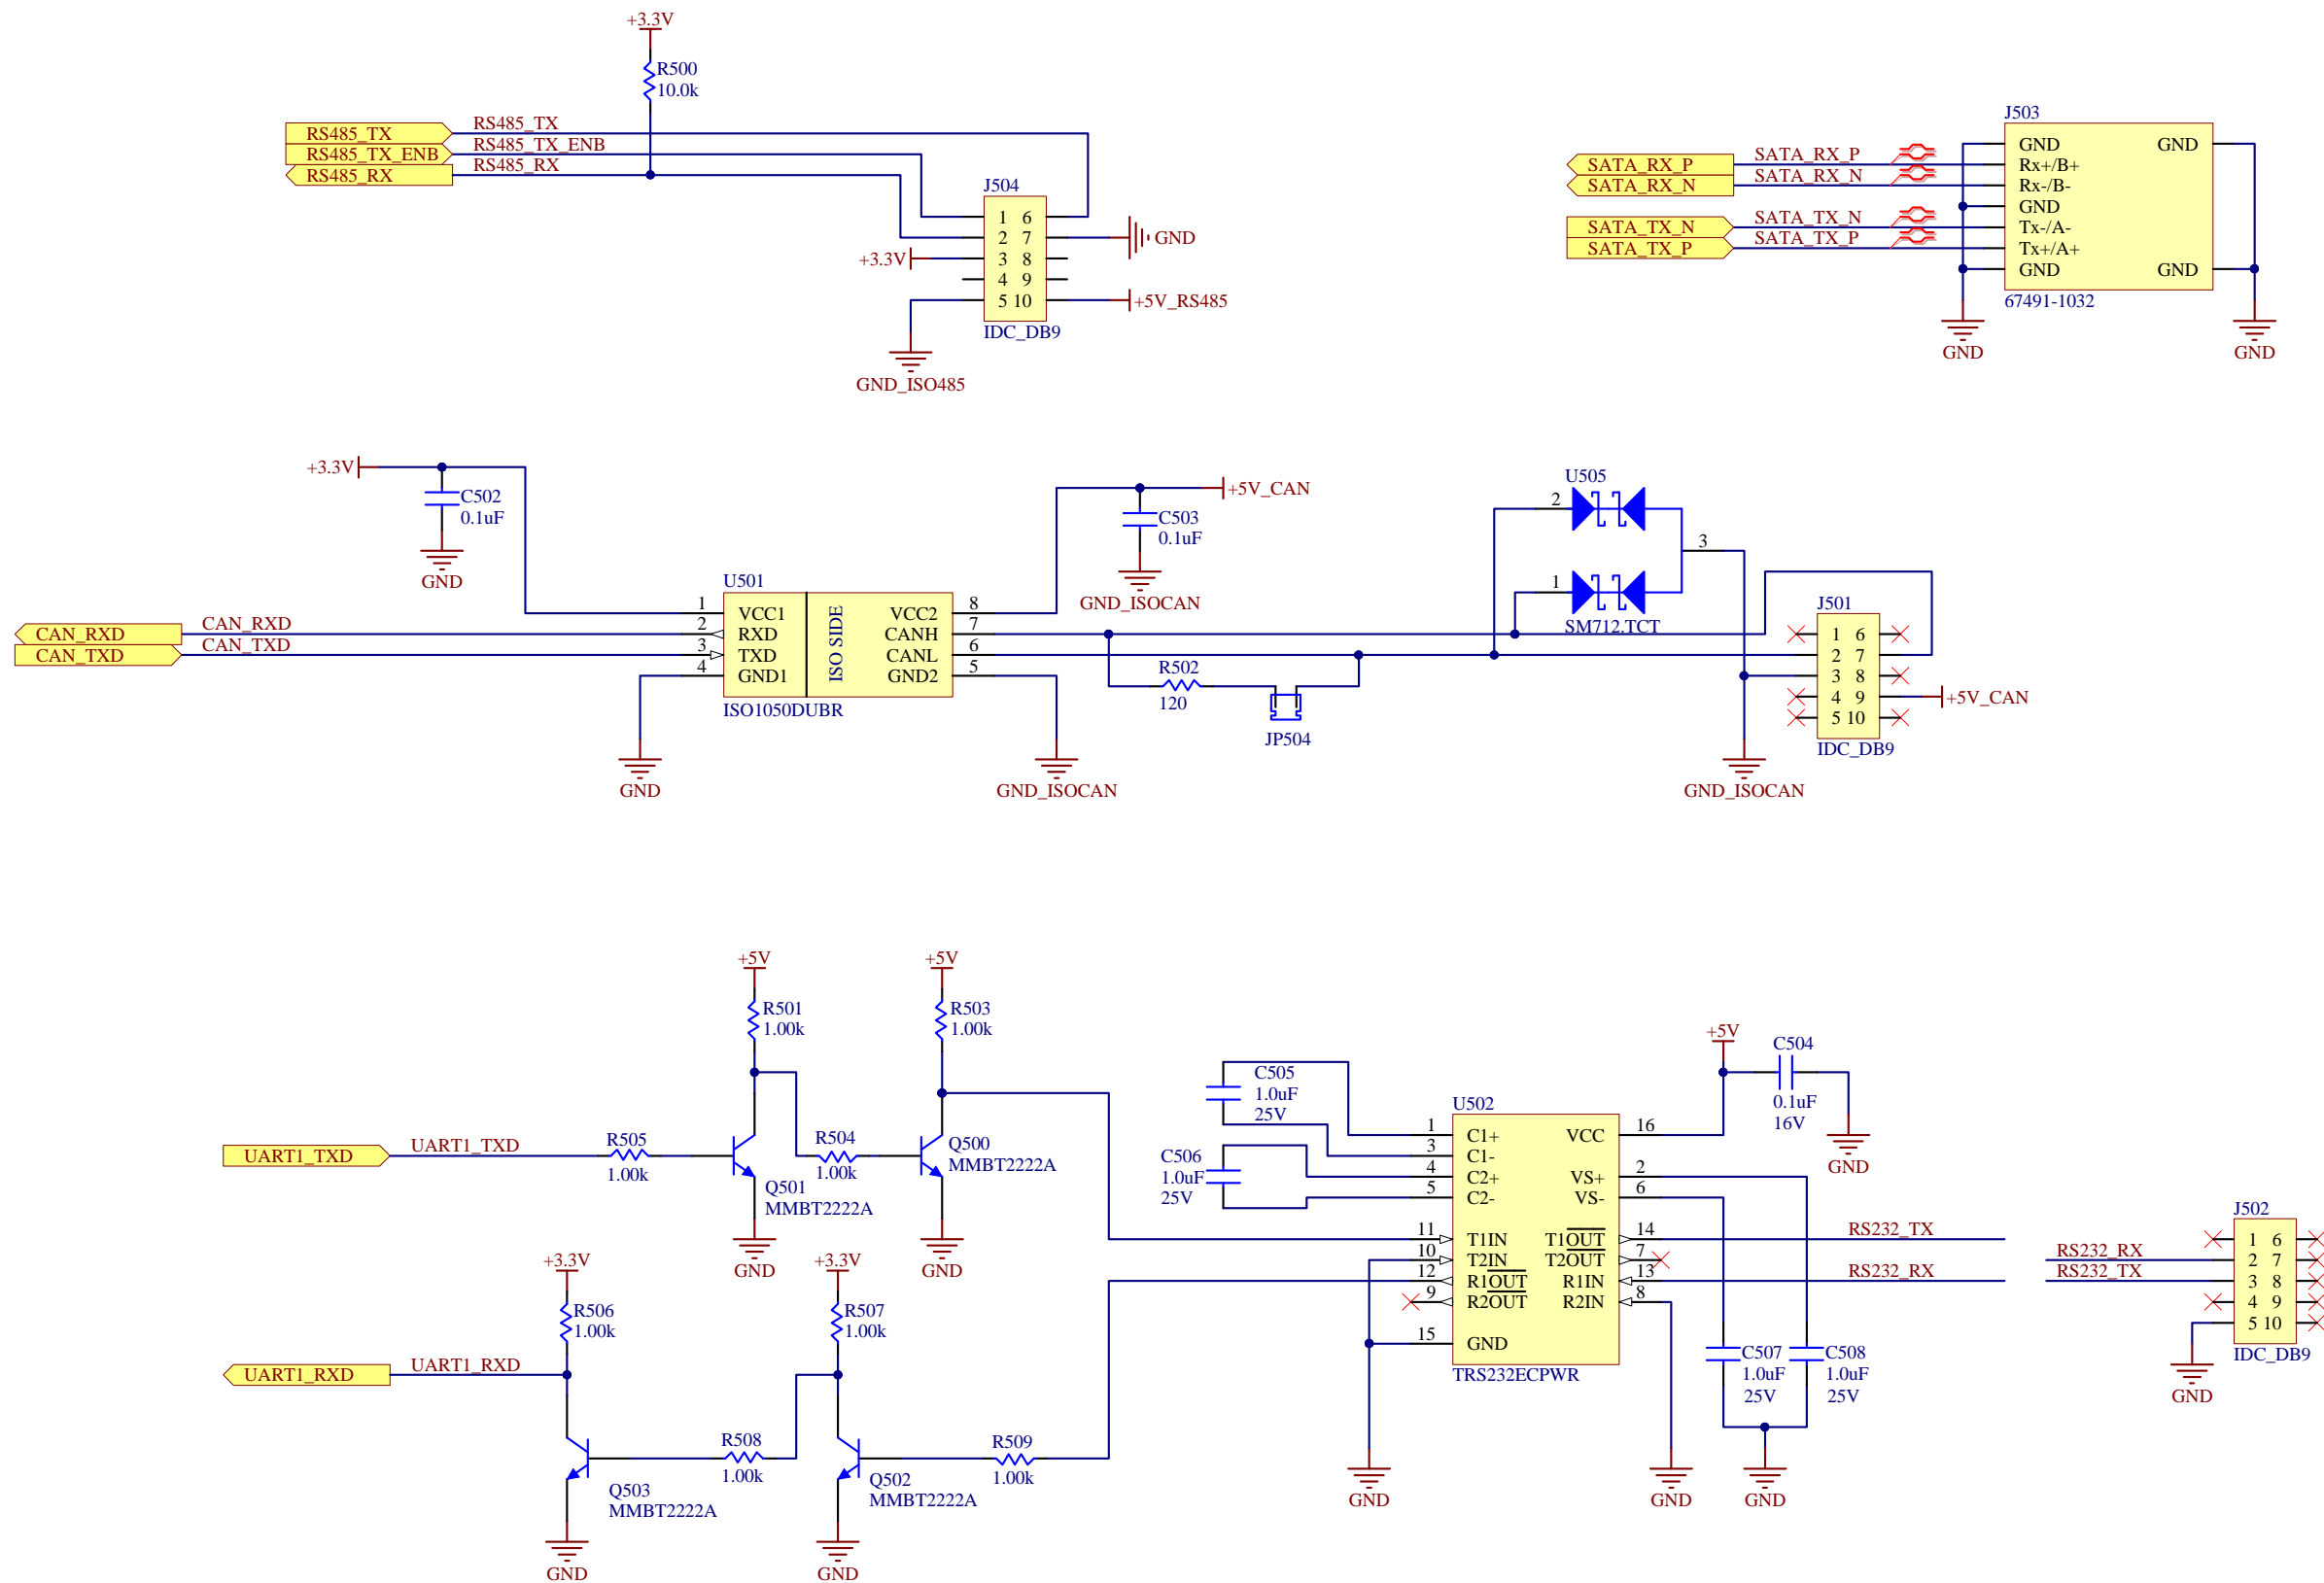 +3.3V
R500
10.0k
RS485_TX
RS485_TX
RS485_TX_ENB
RS485_TX_ENB
RS485_RX
RS485_RX
J504
1 6
2 7
3 8
4 9
5 10
GND
+3.3V
+5V_RS485
IDC_DB9
GND_ISO485
J503
GND GND
SATA_RX_P SATA_RX_P Rx+/B+
SATA_RX_N SATA_RX_N Rx-/B-
GND
SATA_TX_N SATA_TX_N Tx-/A-
SATA_TX_P SATA_TX_P Tx+/A+
GND GND
67491-1032
GND GND
+3.3V
C502
0.1uF
GND
+5V_CAN
C503
0.1uF
GND_ISOCAN
U505
2
3
1
SM712.TCT
U501
ISO SIDE
1 VCC1 VCC2 8
2 RXD CANH 7
3 TXD CANL 6
4 GND1 GND2 5
ISO1050DUBR
CAN_RXD CAN_RXD
CAN_TXD CAN_TXD
GND
GND_ISOCAN
R502
120
JP504
J501
1 6
2 7
3 8
4 9
5 10
+5V_CAN
IDC_DB9
GND_ISOCAN
+5V
R501
1.00k
+5V
R503
1.00k
UART1_TXD UART1_TXD
R505
1.00k
Q501
MMBT2222A
R504
1.00k
Q500
MMBT2222A
GND GND
+3.3V
R506
1.00k
+3.3V
R507
1.00k
UART1_RXD UART1_RXD
R508
1.00k
Q503
MMBT2222A
R509
1.00k
Q502
MMBT2222A
GND GND
C505
1.0uF
25V
C506
1.0uF
25V
+5V
C504
0.1uF
16V
GND
U502
1 C1+ VCC 16
3 C1-
4 C2+ VS+ 2
5 C2- VS- 6
11 T1IN T1OUT 14
10 T2IN T2OUT 7
12 R1OUT R1IN 13
9 R2OUT R2IN 8
15 GND
TRS232ECPWR
RS232_TX
RS232_RX
C507
1.0uF
25V
C508
1.0uF
25V
GND GND GND
RS232_RX
RS232_TX
J502
1 6
2 7
3 8
4 9
5 10
IDC_DB9
GND